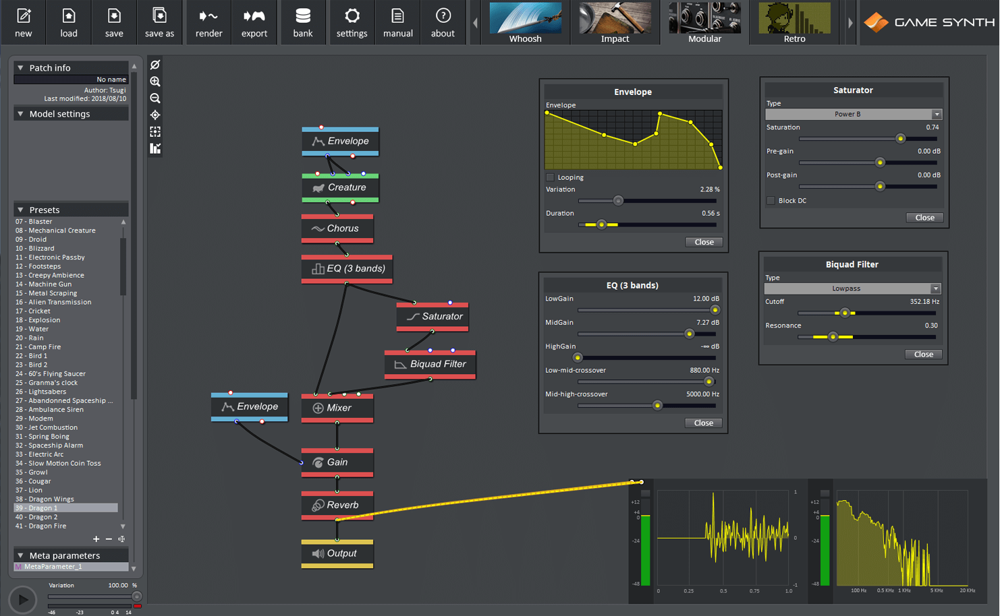 new
load
save
save as
render
export
bank
settings
manual
about
Whoosh
Impact
Modular
Retro
GAME SYNTH
Patch info
No name
Author: Tsugi
Last modified: 2018/08/10
Model settings
Presets
07 - Blaster
08 - Mechanical Creature
09 - Droid
10 - Blizzard
11 - Electronic Passby
12 - Footsteps
13 - Creepy Ambience
14 - Machine Gun
15 - Metal Scraping
16 - Alien Transmission
17 - Cricket
18 - Explosion
19 - Water
20 - Rain
21 - Camp Fire
22 - Bird 1
23 - Bird 2
24 - 60's Flying Saucer
25 - Granma's clock
26 - Lightsabers
27 - Abandonned Spaceship ...
28 - Ambulance Siren
29 - Modem
30 - Jet Combustion
31 - Spring Boing
32 - Spaceship Alarm
33 - Electric Arc
34 - Slow Motion Coin Toss
35 - Growl
36 - Cougar
37 - Lion
38 - Dragon Wings
39 - Dragon 1
40 - Dragon 2
41 - Dragon Fire
Meta parameters
M MetaParameter_1
Variation 100.00 %
-46 -23 0 4 14
Envelope
Creature
Chorus
EQ (3 bands)
Saturator
Biquad Filter
Envelope
Mixer
Gain
Reverb
Output
Envelope
Envelope
Looping
Variation 2.28 %
Duration 0.56 s
Close
EQ (3 bands)
LowGain 12.00 dB
MidGain 7.27 dB
HighGain -∞ dB
Low-mid-crossover 880.00 Hz
Mid-high-crossover 5000.00 Hz
Close
Saturator
Type
Power B
Saturation 0.74
Pre-gain 0.00 dB
Post-gain 0.00 dB
Block DC
Close
Biquad Filter
Type
Lowpass
Cutoff 352.18 Hz
Resonance 0.30
Close
+12
+4
0
-24
-48
1
0
-1
0 0.25 0.5 0.75 1.0
+12
+4
0
-24
-48
100 Hz 0.5 KHz 1 KHz 5 KHz 20 KHz